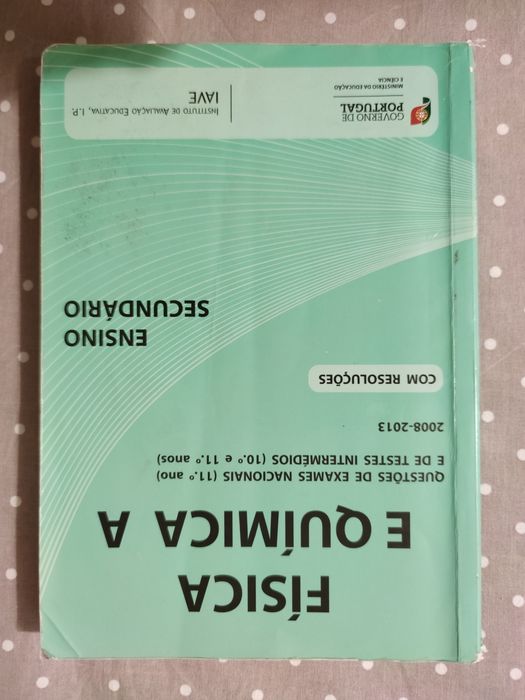 FÍSICA
E QUÍMICA A
QUESTÕES DE EXAMES NACIONAIS (11.º ano)
E DE TESTES INTERMÉDIOS (10.º e 11.º anos)
2008-2013
COM RESOLUÇÕES
ENSINO
SECUNDÁRIO
GOVERNO DE
PORTUGAL
MINISTÉRIO DA EDUCAÇÃO
E CIÊNCIA
INSTITUTO DE AVALIAÇÃO EDUCATIVA, I.P.
IAVE